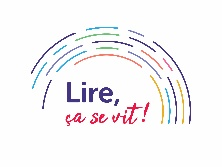 Lire,
ça se vit !